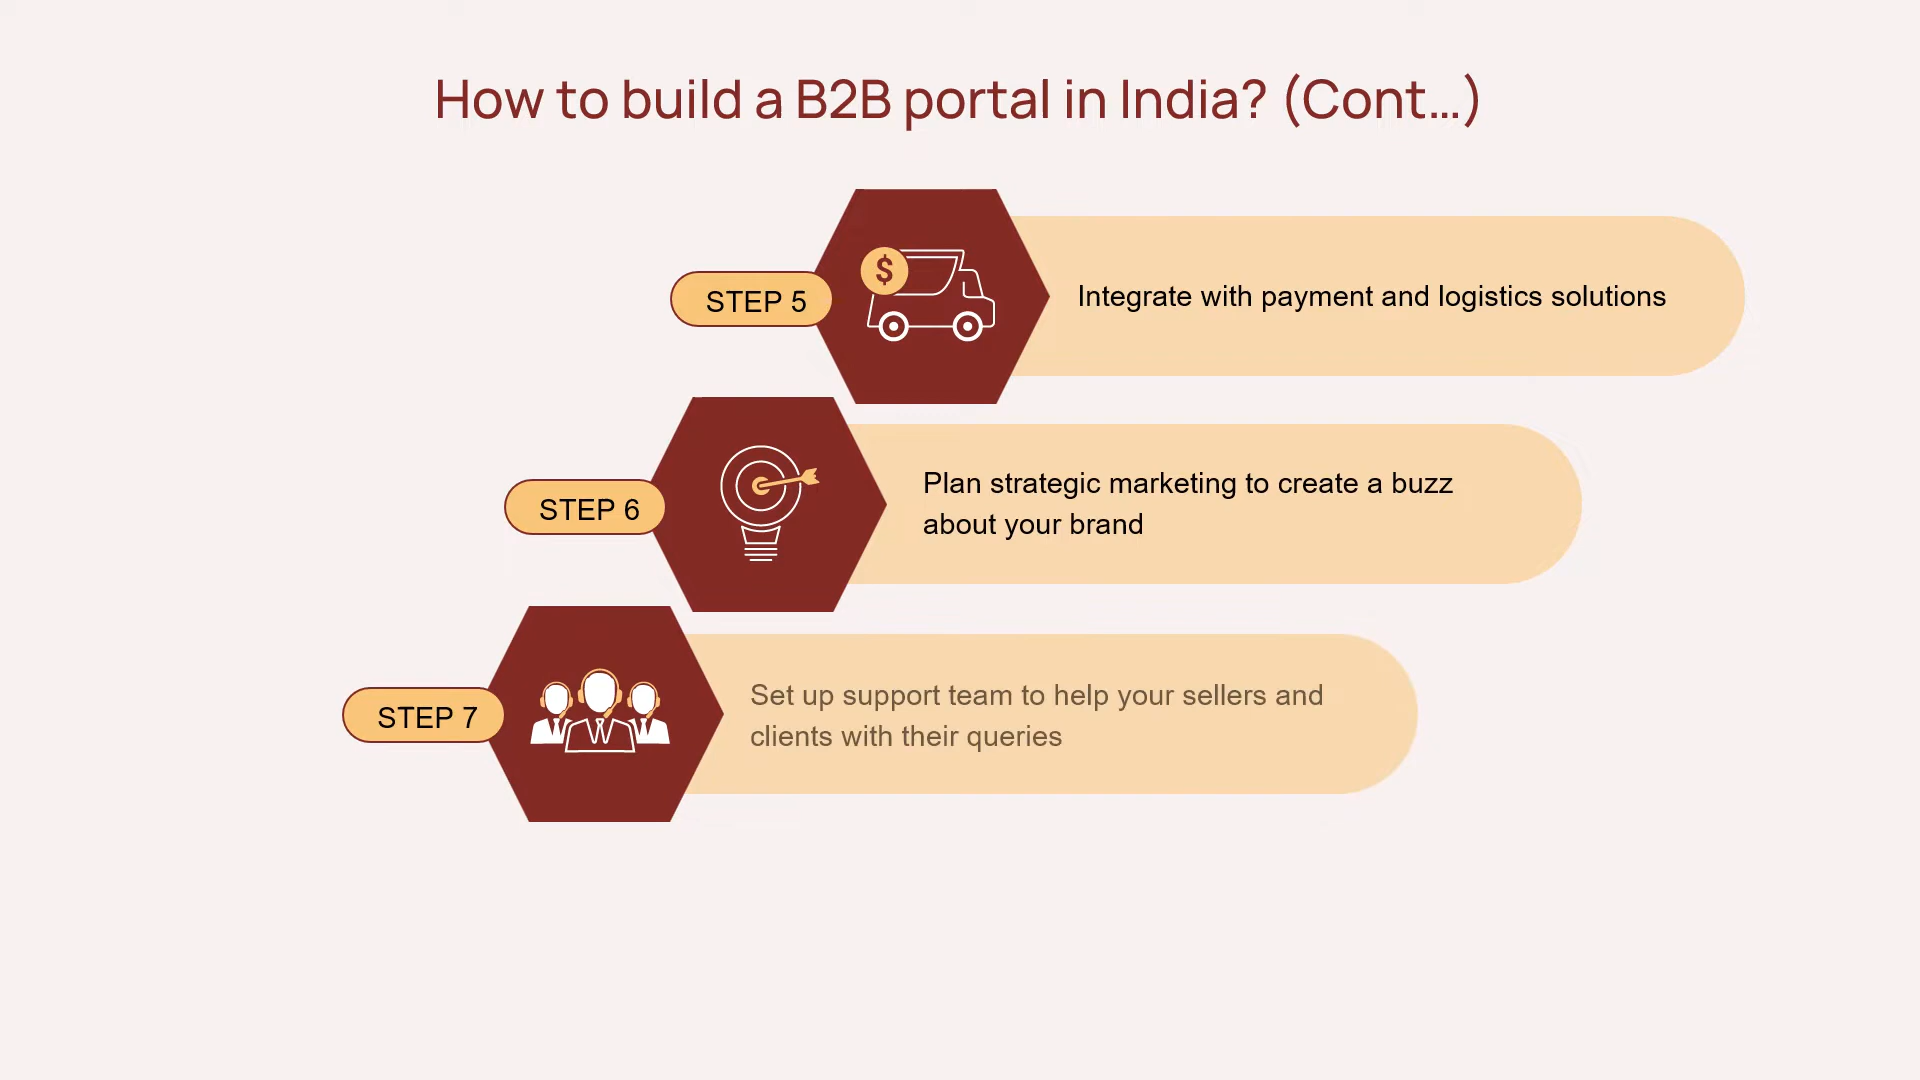 How to build a B2B portal in India? (Cont...)
$
STEP 5
Integrate with payment and logistics solutions
STEP 6
Plan strategic marketing to create a buzz
about your brand
STEP 7
Set up support team to help your sellers and
clients with their queries